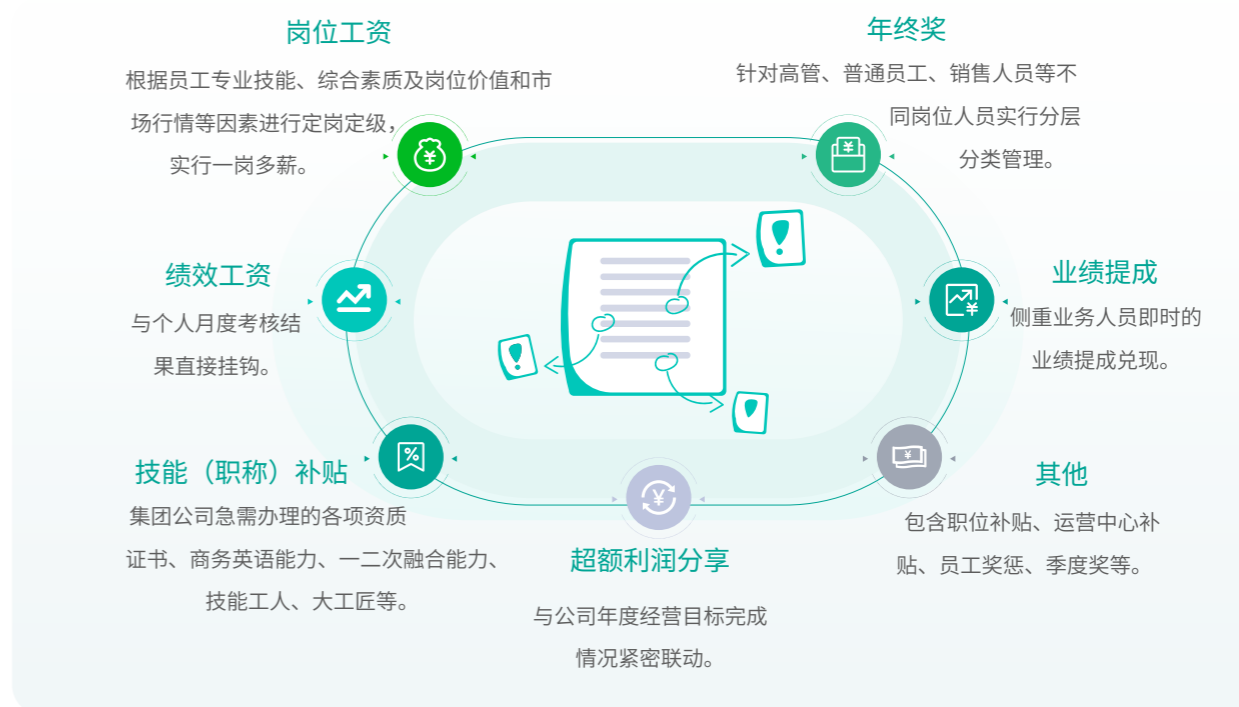 岗位工资
根据员工专业技能、综合素质及岗位价值和市
场行情等因素进行定岗定级，
实行一岗多薪。
年终奖
针对高管、普通员工、销售人员等不
同岗位人员实行分层
分类管理。
绩效工资
与个人月度考核结
果直接挂钩。
业绩提成
侧重业务人员即时的
业绩提成兑现。
技能（职称）补贴
集团公司急需办理的各项资质
证书、商务英语能力、一二次融合能力、
技能工人、大工匠等。
超额利润分享
与公司年度经营目标完成
情况紧密联动。
其他
包含职位补贴、运营中心补
贴、员工奖惩、季度奖等。